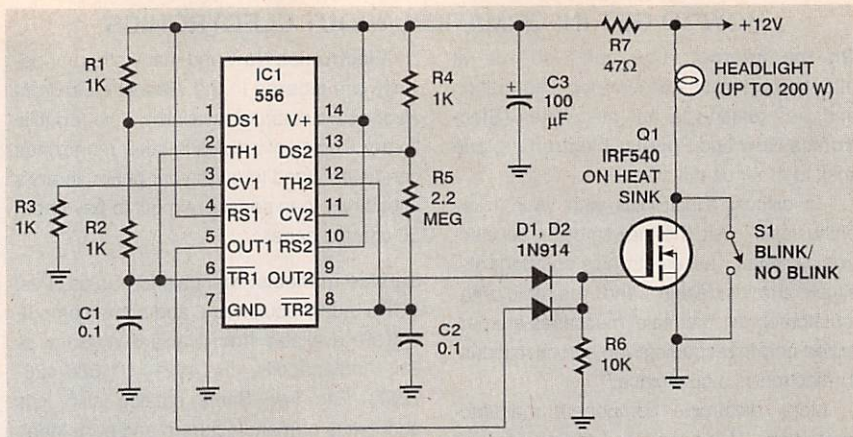 R1
1K
IC1
556
1 DS1 V+ 14
2 TH1 DS2 13
3 CV1 TH2 12
4 RS1 CV2 11
5 OUT1 RS2 10
6 TR1 OUT2 9
7 GND TR2 8
R3
1K
R2
1K
C1
0.1
R4
1K
R5
2.2
MEG
C2
0.1
+
C3
100
µF
R7
47Ω
+12V
HEADLIGHT
(UP TO 200 W)
Q1
IRF540
ON HEAT
SINK
D1, D2
1N914
R6
10K
S1
BLINK/
NO BLINK